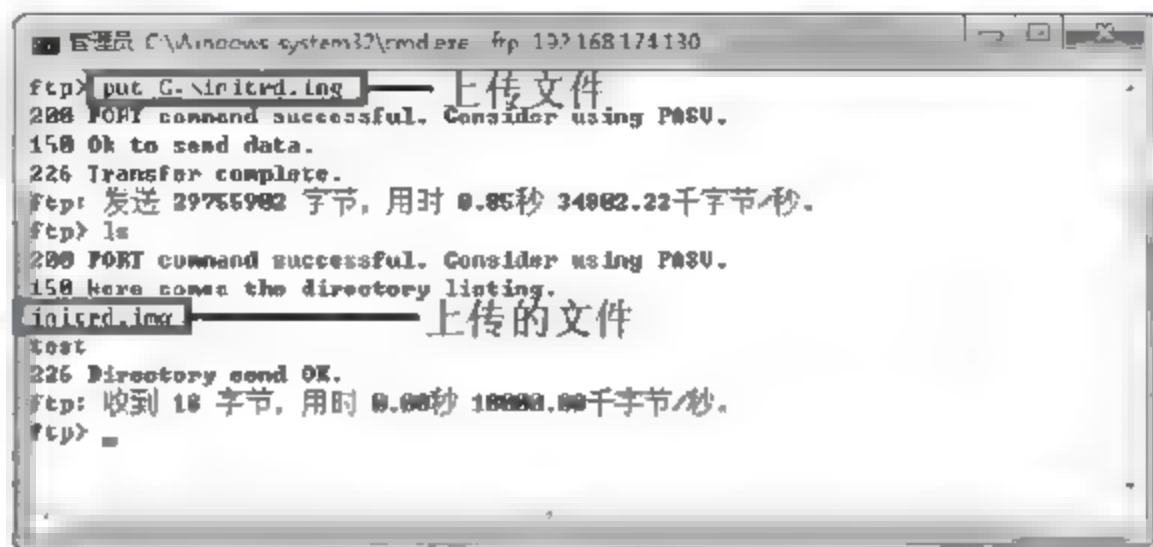 管理员 C:\Windows\system32\cmd.exe - ftp 192.168.174.130
ftp> put G:\initrd.img 上传文件
200 PORT command successful. Consider using PASV.
150 Ok to send data.
226 Transfer complete.
ftp: 发送 29755902 字节, 用时 0.85秒 34802.22千字节/秒.
ftp> ls
200 PORT command successful. Consider using PASV.
150 Here comes the directory listing.
initrd.img 上传的文件
test
226 Directory send OK.
ftp: 收到 18 字节, 用时 0.00秒 18000.00千字节/秒.
ftp> _